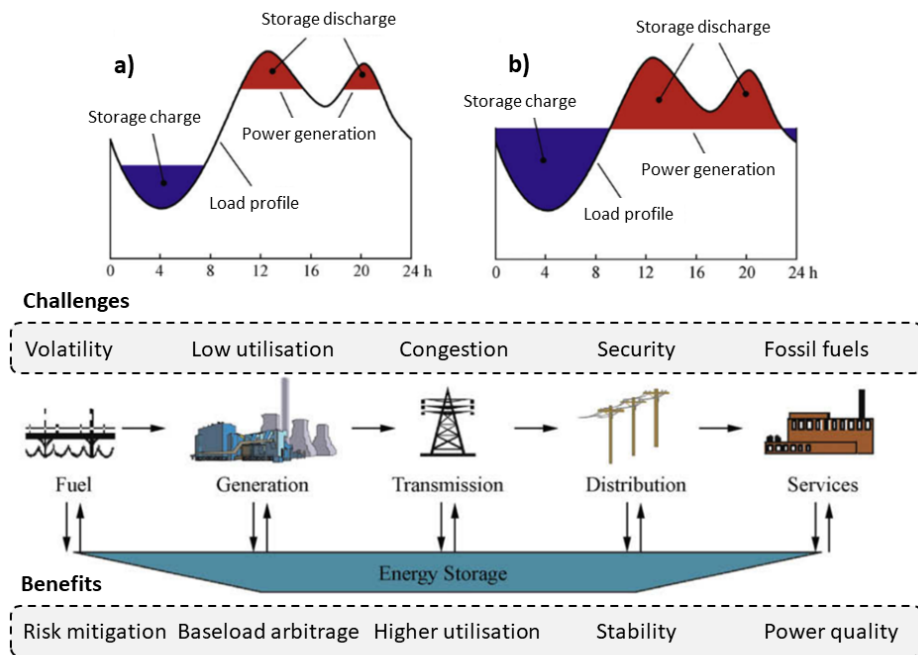 a)
Storage discharge
Storage charge
Power generation
Load profile
0 4 8 12 16 20 24 h
b)
Storage discharge
Storage charge
Power generation
Load profile
0 4 8 12 16 20 24 h
Challenges
Volatility Low utilisation Congestion Security Fossil fuels
Fuel Generation Transmission Distribution Services
Energy Storage
Benefits
Risk mitigation Baseload arbitrage Higher utilisation Stability Power quality